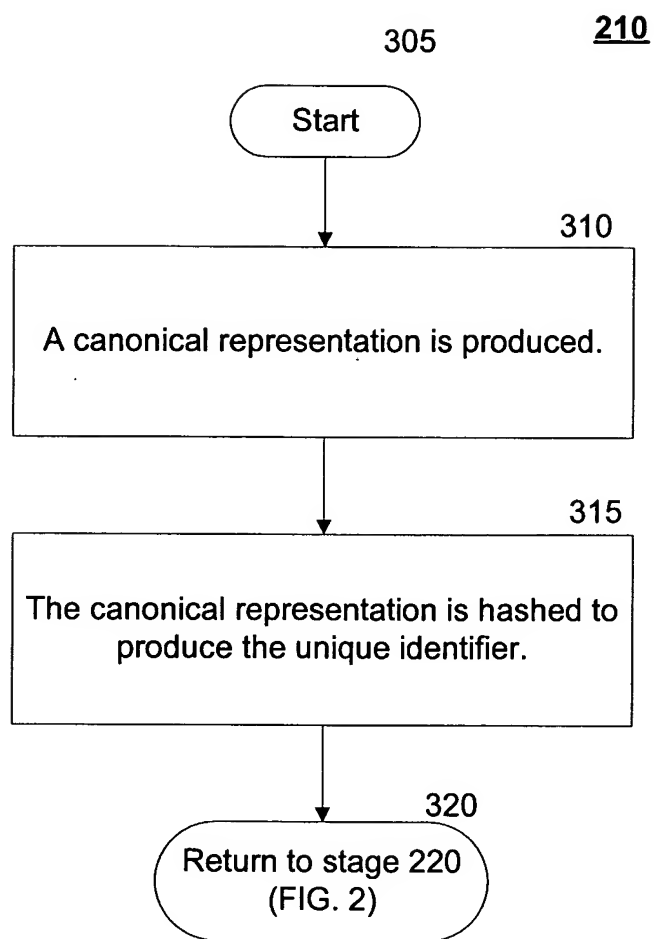 305
210
Start
310
A canonical representation is produced.
315
The canonical representation is hashed to
produce the unique identifier.
320
Return to stage 220
(FIG. 2)